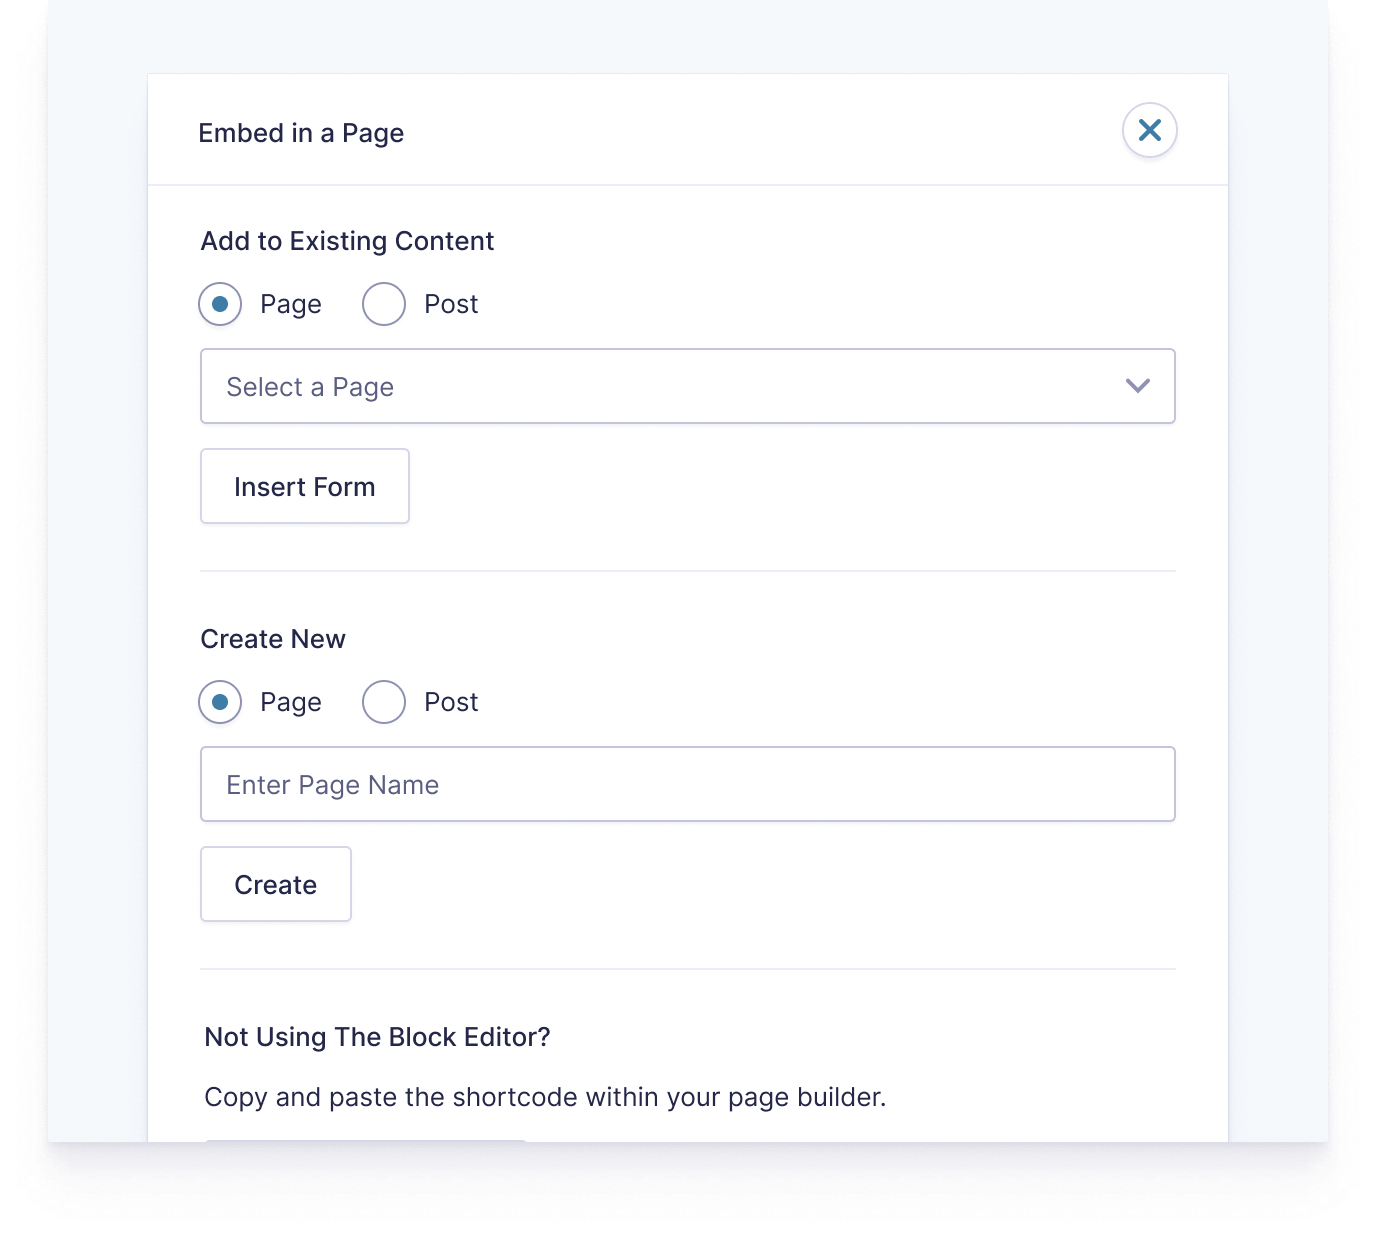 Embed in a Page
Add to Existing Content
Page Post
Select a Page
Insert Form
Create New
Page Post
Enter Page Name
Create
Not Using The Block Editor?
Copy and paste the shortcode within your page builder.